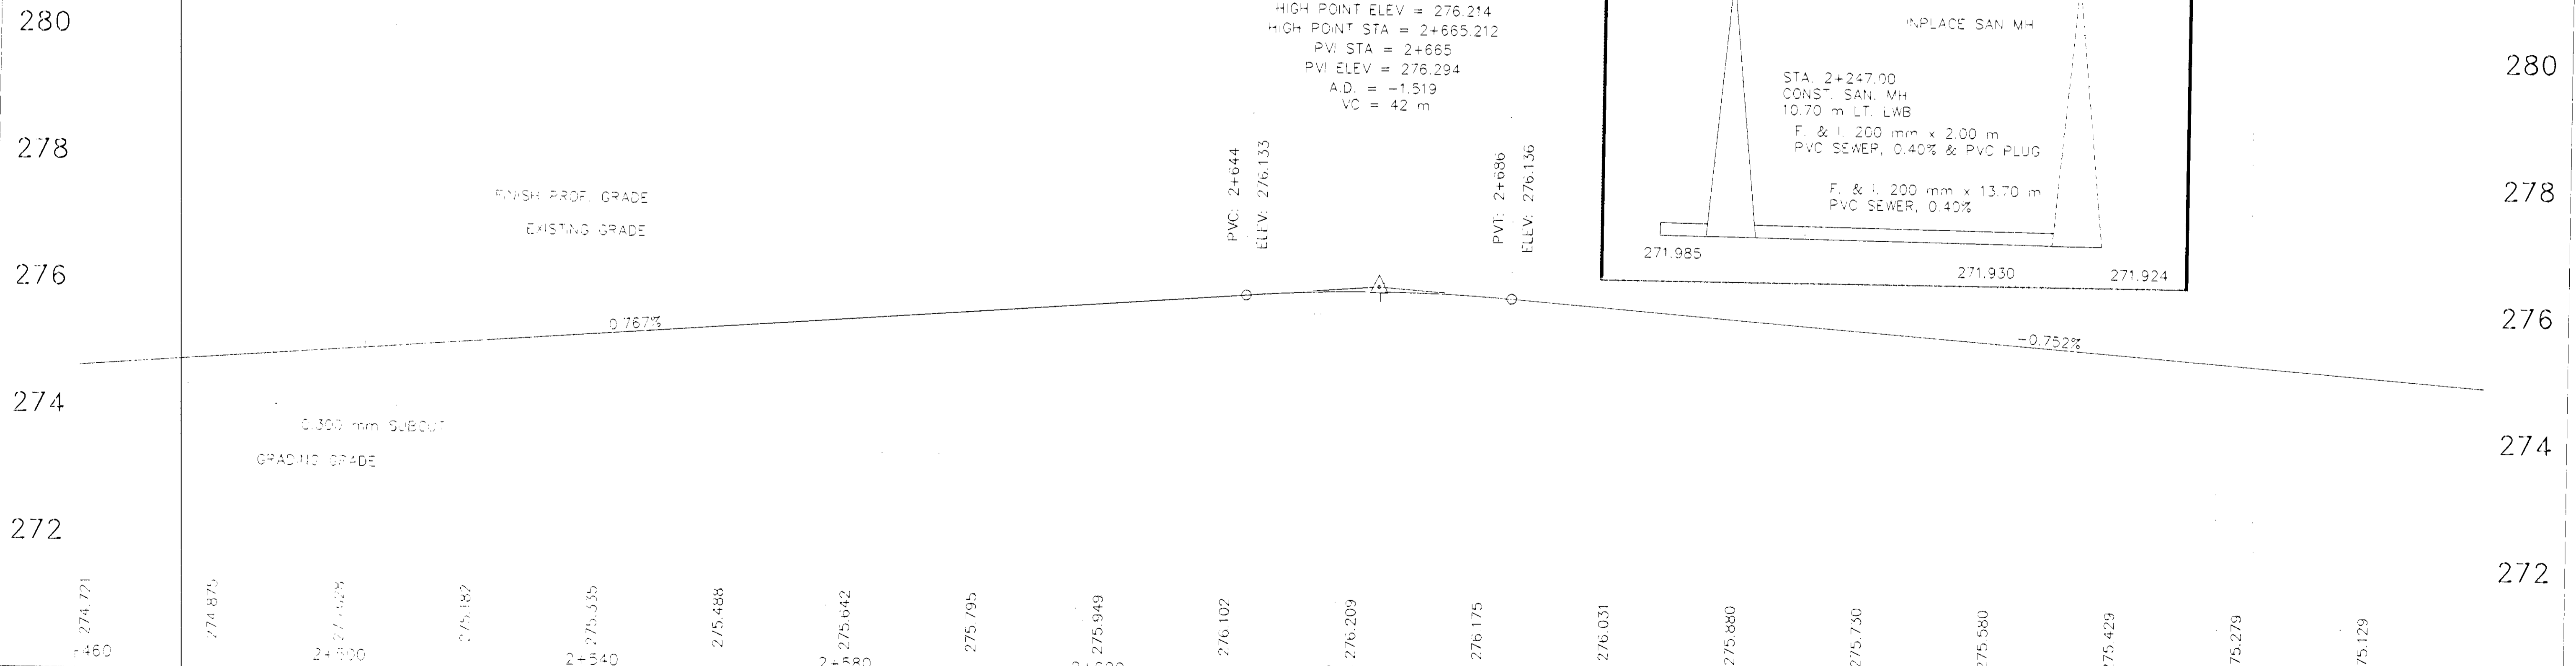 280
278
276
274
272
HIGH POINT ELEV = 276.214
HIGH POINT STA = 2+665.212
PVI STA = 2+665
PVI ELEV = 276.294
A.D. = -1.519
VC = 42 m
FINISH PROF. GRADE
EXISTING GRADE
PVC: 2+644
ELEV: 276.133
PVT: 2+686
ELEV: 276.136
0.767%
-0.752%
0.300 mm SUBCUT
GRADING GRADE
INPLACE SAN MH
STA. 2+247.00
CONST. SAN. MH
10.70 m LT. LWB
F. & I. 200 mm x 2.00 m
PVC SEWER, 0.40% & PVC PLUG
F. & I. 200 mm x 13.70 m
PVC SEWER, 0.40%
271.985
271.930
271.924
280
278
276
274
272
274.721
274.875
275.182
275.335
275.488
275.642
275.795
275.949
276.102
276.209
276.175
276.031
275.880
275.730
275.580
275.429
275.279
275.129
2+500
2+540
2+580